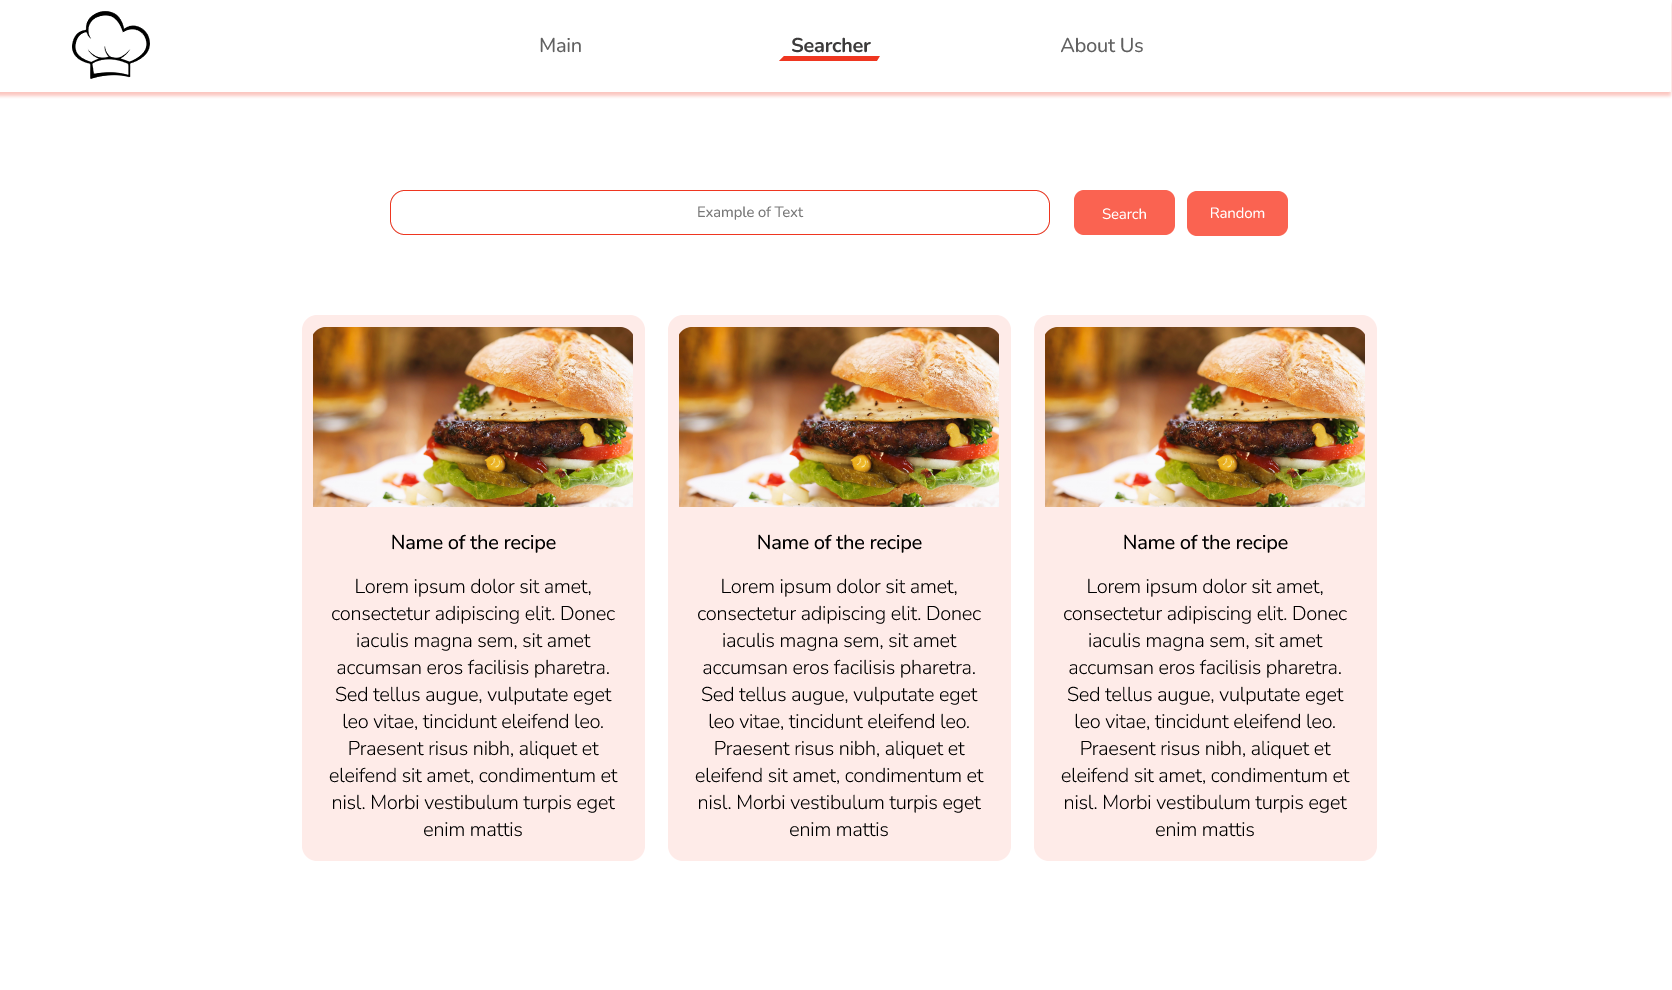 Main
Searcher
About Us
Example of Text
Search
Random
Name of the recipe
Lorem ipsum dolor sit amet,
consectetur adipiscing elit. Donec
iaculis magna sem, sit amet
accumsan eros facilisis pharetra.
Sed tellus augue, vulputate eget
leo vitae, tincidunt eleifend leo.
Praesent risus nibh, aliquet et
eleifend sit amet, condimentum et
nisl. Morbi vestibulum turpis eget
enim mattis
Name of the recipe
Lorem ipsum dolor sit amet,
consectetur adipiscing elit. Donec
iaculis magna sem, sit amet
accumsan eros facilisis pharetra.
Sed tellus augue, vulputate eget
leo vitae, tincidunt eleifend leo.
Praesent risus nibh, aliquet et
eleifend sit amet, condimentum et
nisl. Morbi vestibulum turpis eget
enim mattis
Name of the recipe
Lorem ipsum dolor sit amet,
consectetur adipiscing elit. Donec
iaculis magna sem, sit amet
accumsan eros facilisis pharetra.
Sed tellus augue, vulputate eget
leo vitae, tincidunt eleifend leo.
Praesent risus nibh, aliquet et
eleifend sit amet, condimentum et
nisl. Morbi vestibulum turpis eget
enim mattis